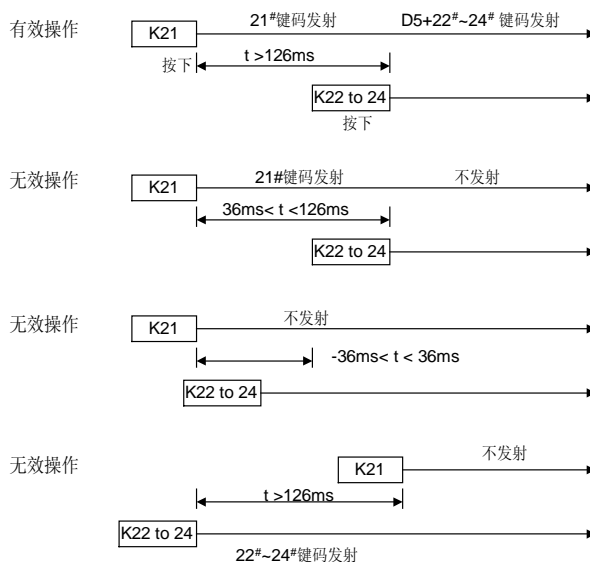 有效操作 K21 21#键码发射 D5+22#~24# 键码发射
按下 t >126ms
K22 to 24
按下
无效操作 K21 21#键码发射 不发射
36ms< t <126ms
K22 to 24
无效操作 K21 不发射
-36ms< t < 36ms
K22 to 24
无效操作 K21 不发射
t >126ms
K22 to 24
22#~24#键码发射